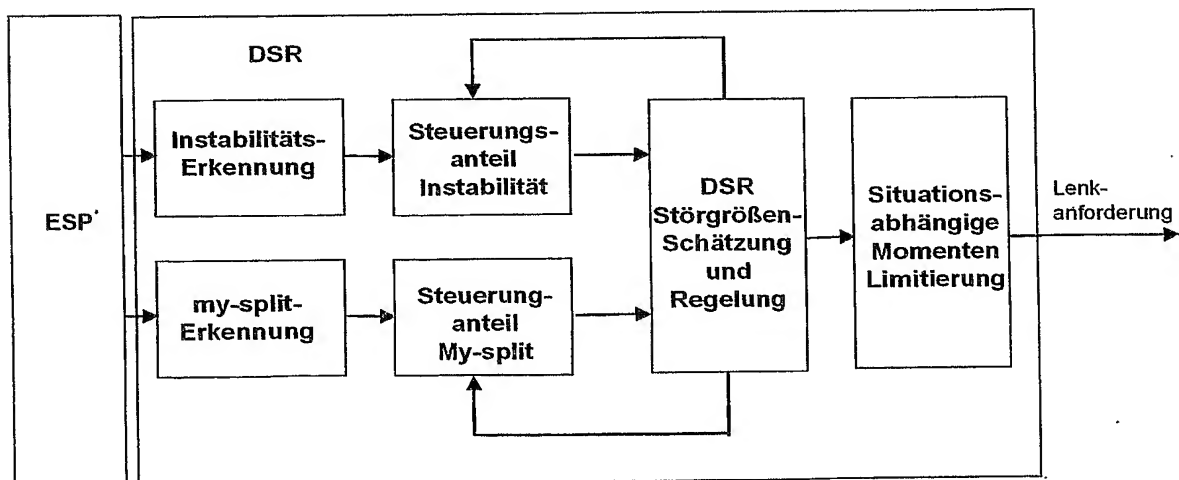 DSR
ESP
Instabilitäts-
Erkennung
Steuerungs-
anteil
Instabilität
my-split-
Erkennung
Steuerung-
anteil
My-split
DSR
Störgrößen-
Schätzung
und
Regelung
Situations-
abhängige
Momenten
Limitierung
Lenk-
anforderung